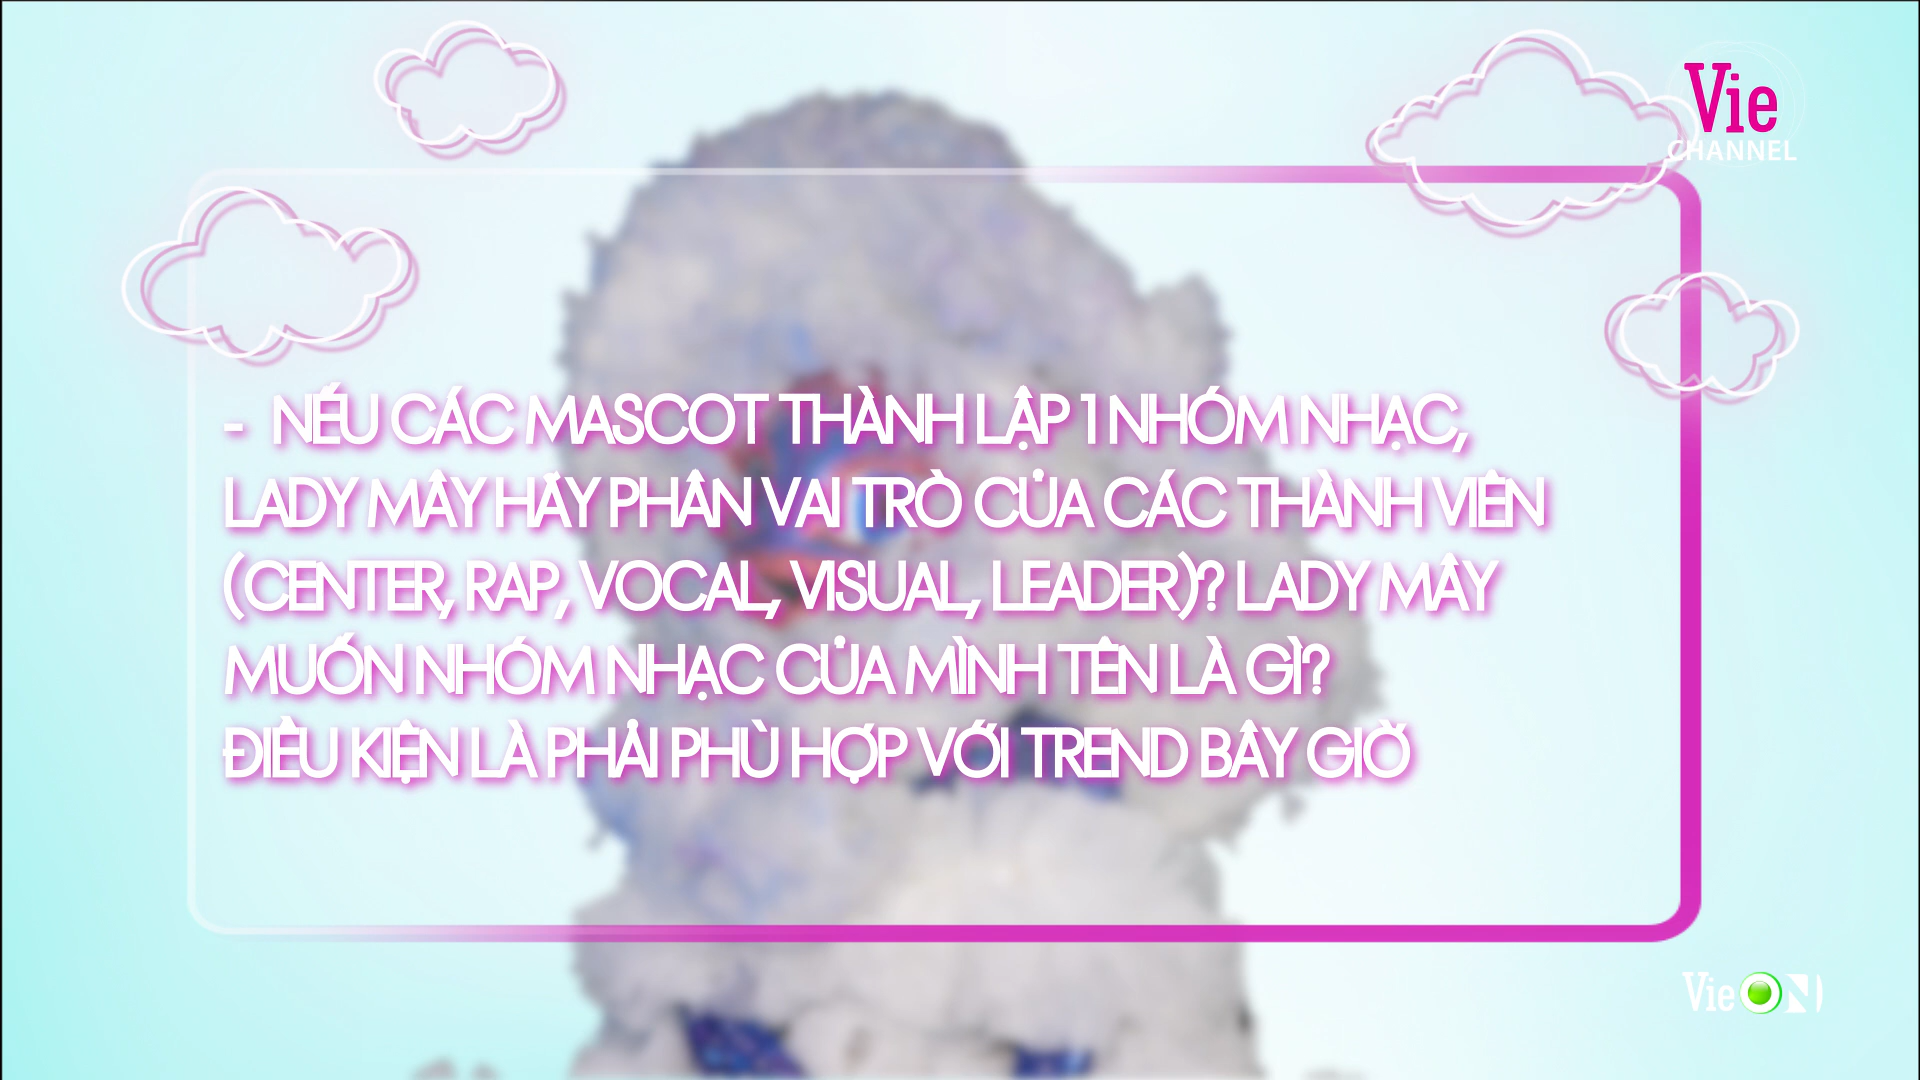 Vie
CHANNEL
- NẾU CÁC MASCOT THÀNH LẬP 1 NHÓM NHẠC,
LADY MÂY HÃY PHÂN VAI TRÒ CỦA CÁC THÀNH VIÊN
(CENTER, RAP, VOCAL, VISUAL, LEADER)? LADY MÂY
MUỐN NHÓM NHẠC CỦA MÌNH TÊN LÀ GÌ?
ĐIỀU KIỆN LÀ PHẢI PHÙ HỢP VỚI TREND BÂY GIỜ
VieON